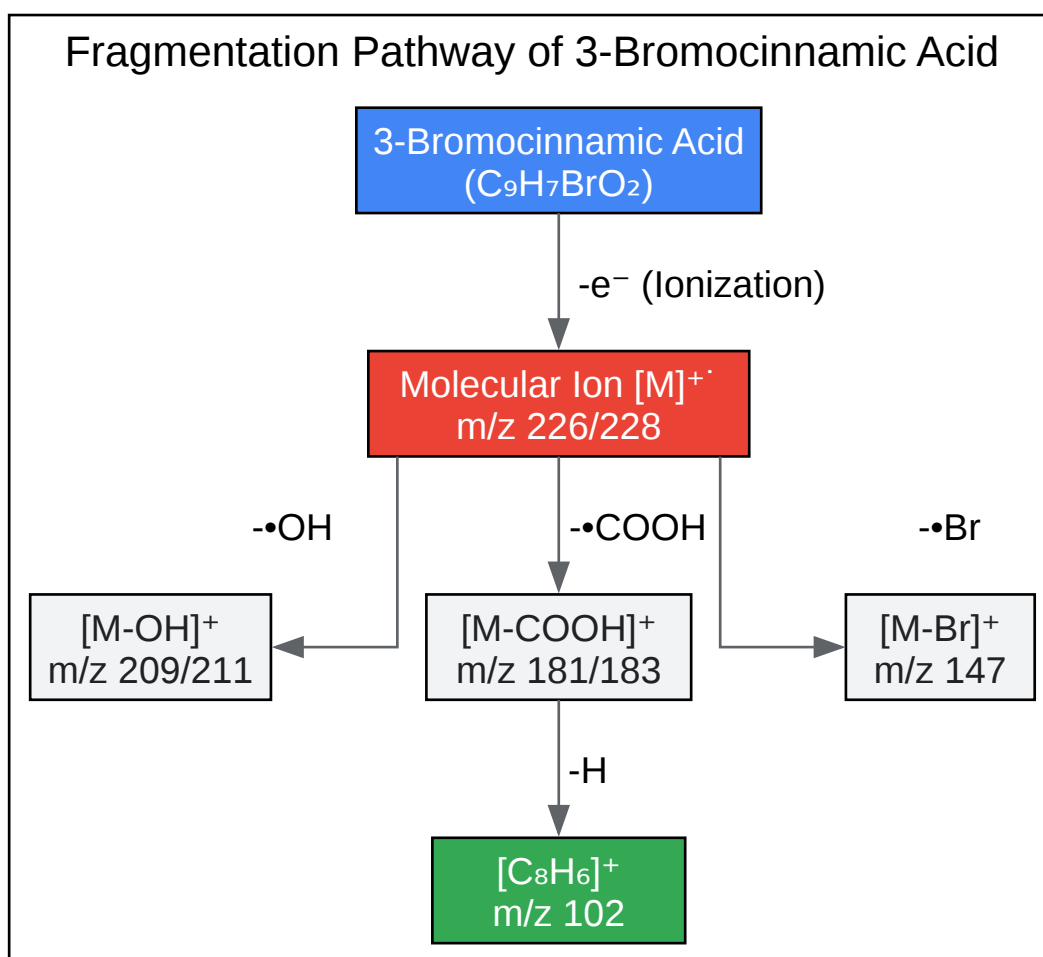 Fragmentation Pathway of 3-Bromocinnamic Acid
3-Bromocinnamic Acid
(C₉H₇BrO₂)
-e⁻ (Ionization)
Molecular Ion [M]⁺˙
m/z 226/228
-•OH
-•COOH
-•Br
[M-OH]⁺
m/z 209/211
[M-COOH]⁺
m/z 181/183
[M-Br]⁺
m/z 147
-H
[C₈H₆]⁺
m/z 102